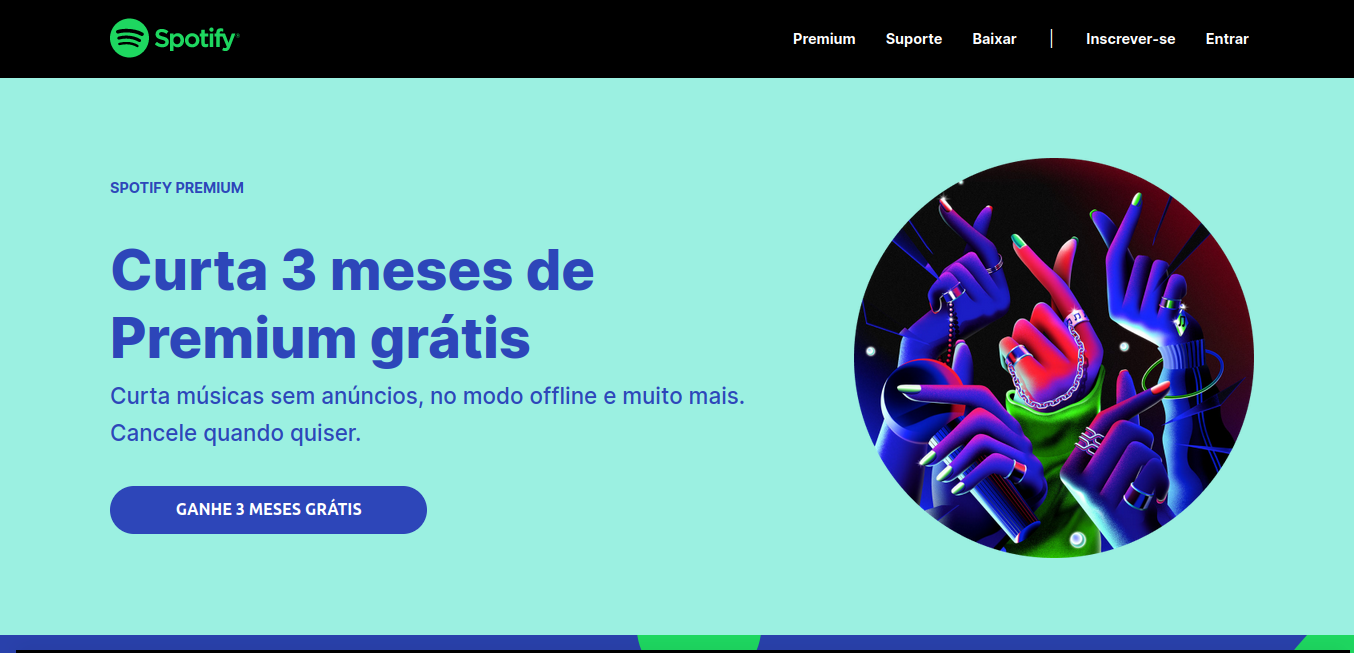 Spotify
Premium
Suporte
Baixar
|
Inscrever-se
Entrar
SPOTIFY PREMIUM
Curta 3 meses de
Premium grátis
Curta músicas sem anúncios, no modo offline e muito mais.
Cancele quando quiser.
GANHE 3 MESES GRÁTIS